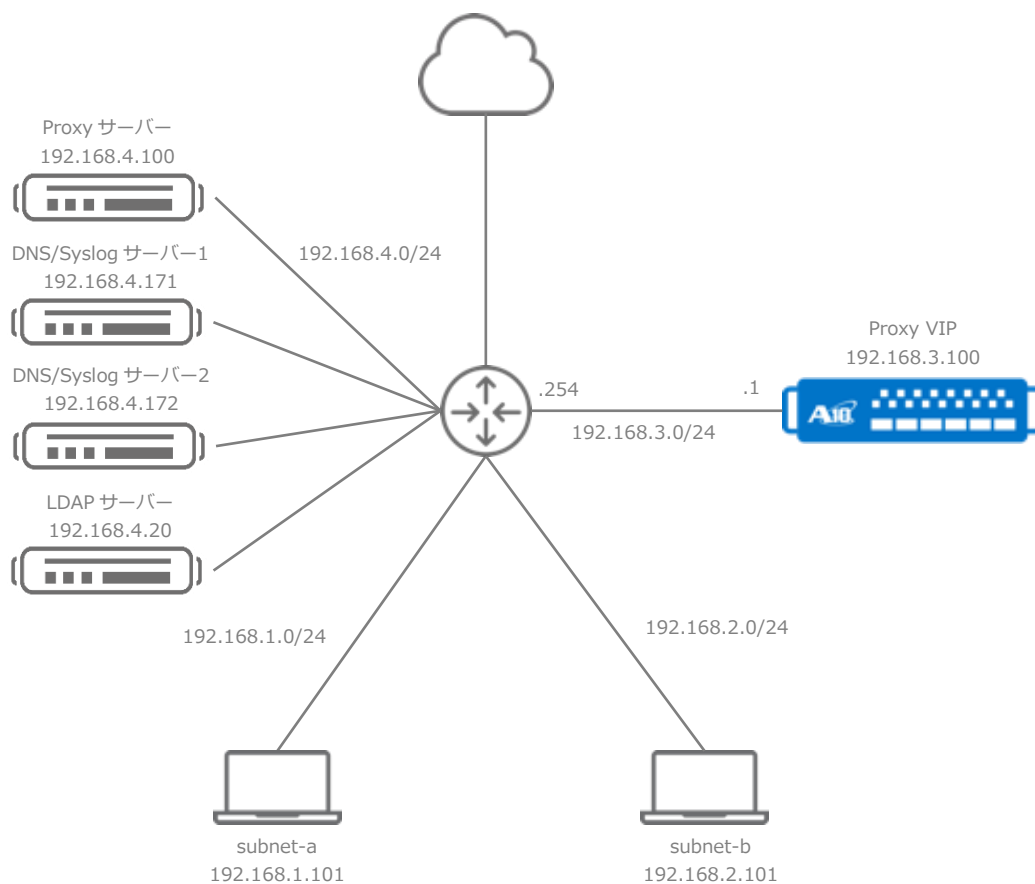 Proxy サーバー
192.168.4.100
DNS/Syslog サーバー1
192.168.4.171
DNS/Syslog サーバー2
192.168.4.172
LDAP サーバー
192.168.4.20
192.168.4.0/24
Proxy VIP
192.168.3.100
.254
.1
192.168.3.0/24
A10
192.168.1.0/24
192.168.2.0/24
subnet-a
192.168.1.101
subnet-b
192.168.2.101